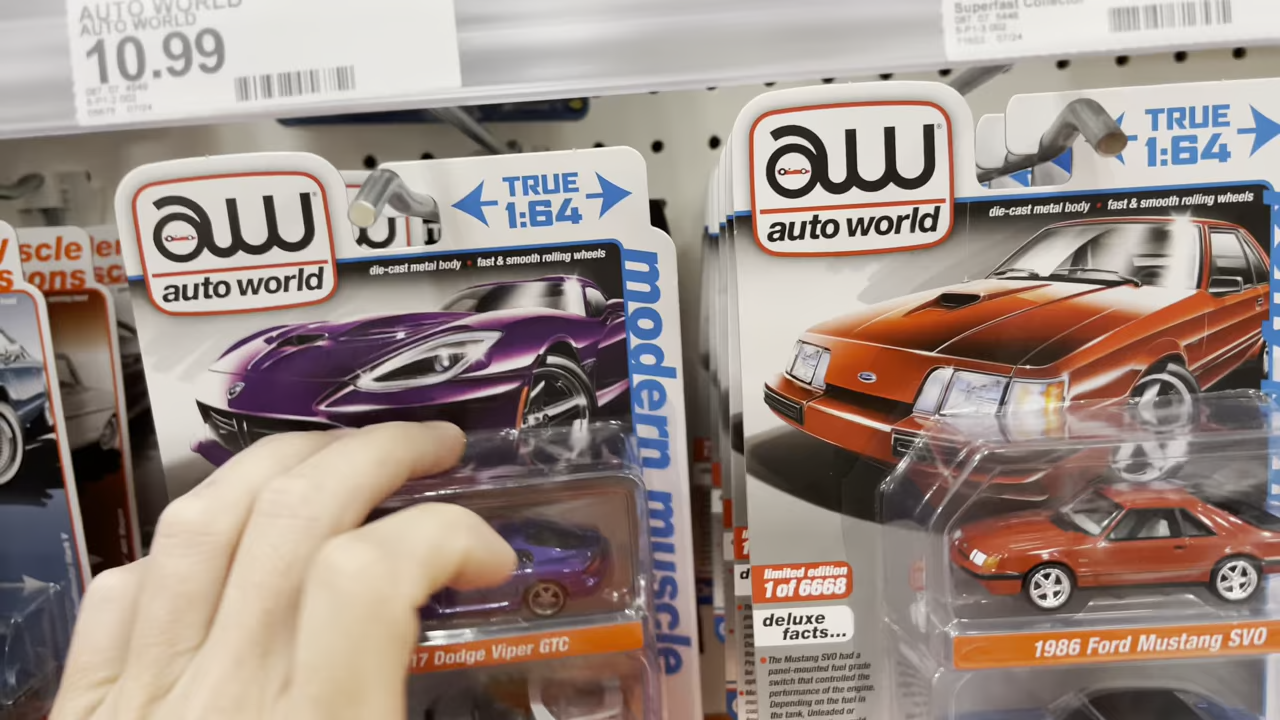 AUTO WORLD
AUTO WORLD
10.99
Superfast Collector
aw
auto world
TRUE
1:64
die-cast metal body • fast & smooth rolling wheels
modern muscle
17 Dodge Viper GTC
aw
auto world
TRUE
1:64
die-cast metal body • fast & smooth rolling wheels
limited edition
1 of 6668
deluxe
facts...
• The Mustang SVO had a
panel-mounted fuel grade
switch that controlled the
performance of the engine.
Depending on the fuel in
the tank, Unleaded or
1986 Ford Mustang SVO